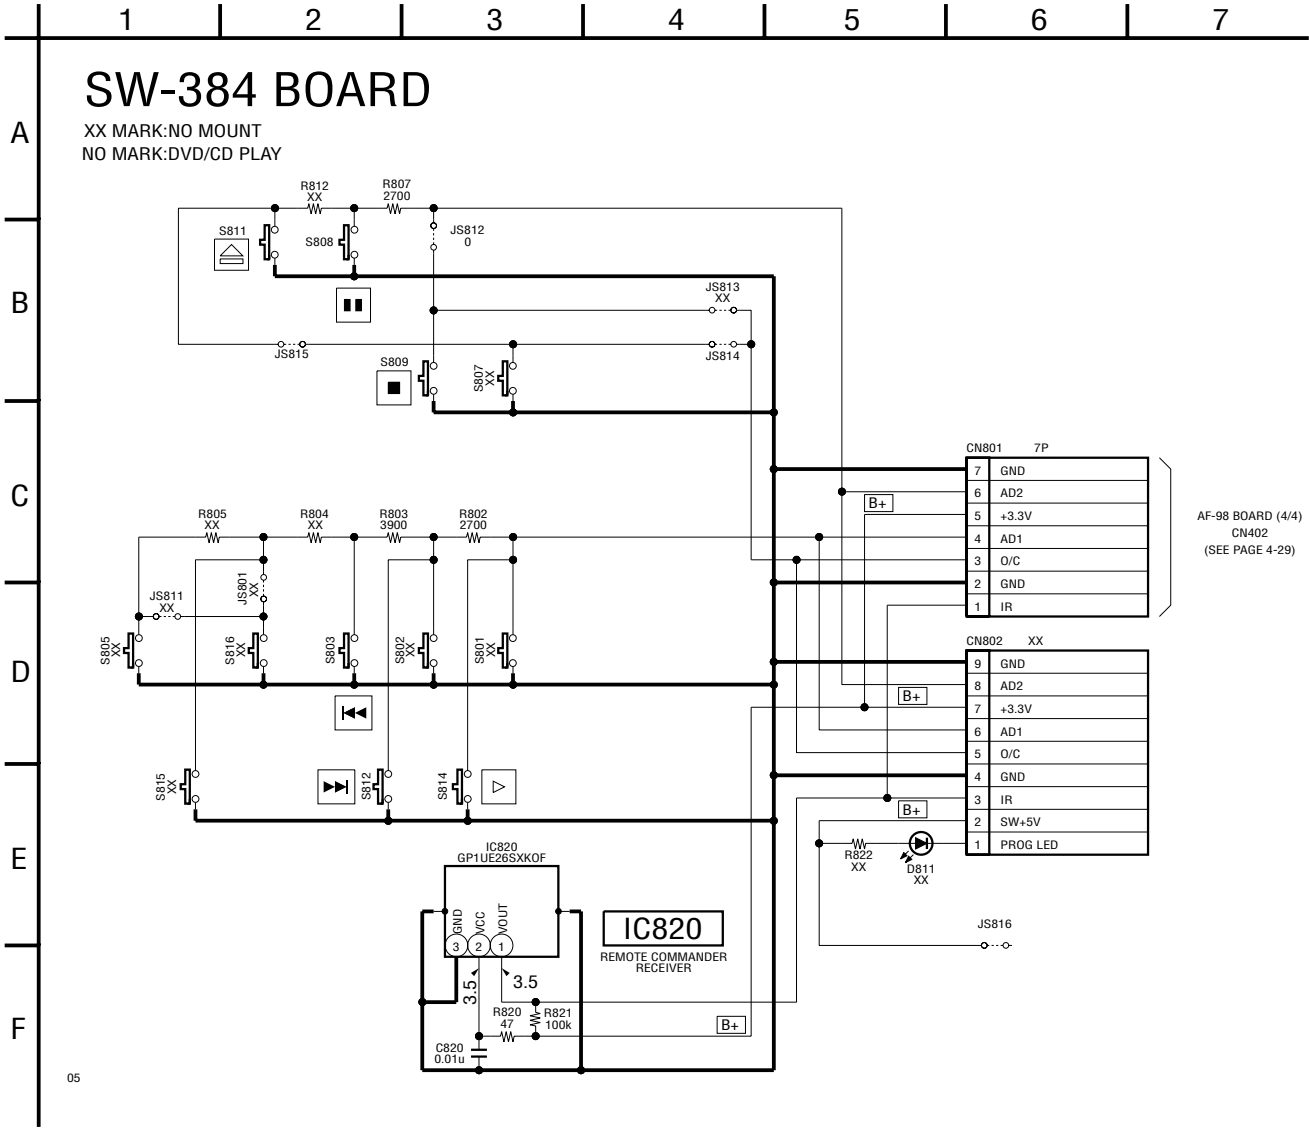 1 2 3 4 5 6 7
A
B
C
D
E
F
SW-384 BOARD
XX MARK:NO MOUNT
NO MARK:DVD/CD PLAY
R812
XX
R807
2700
S811
S808
JS812
0
JS813
XX
JS815
JS814
S809
S807
XX
R805
XX
R804
XX
R803
3900
R802
2700
JS801
XX
JS811
XX
S805
XX
S816
XX
S803
S802
XX
S801
XX
S815
XX
S812
S814
CN801 7P
7 GND
6 AD2
5 +3.3V
4 AD1
3 O/C
2 GND
1 IR
B+
AF-98 BOARD (4/4)
CN402
(SEE PAGE 4-29)
CN802 XX
9 GND
8 AD2
7 +3.3V
6 AD1
5 O/C
4 GND
3 IR
2 SW+5V
1 PROG LED
B+
B+
R822
XX
D811
XX
JS816
IC820
GP1UE26SXKOF
GND
VCC
VOUT
3 2 1
3.5
3.5
IC820
REMOTE COMMANDER
RECEIVER
R820
47
R821
100k
B+
C820
0.01u
05